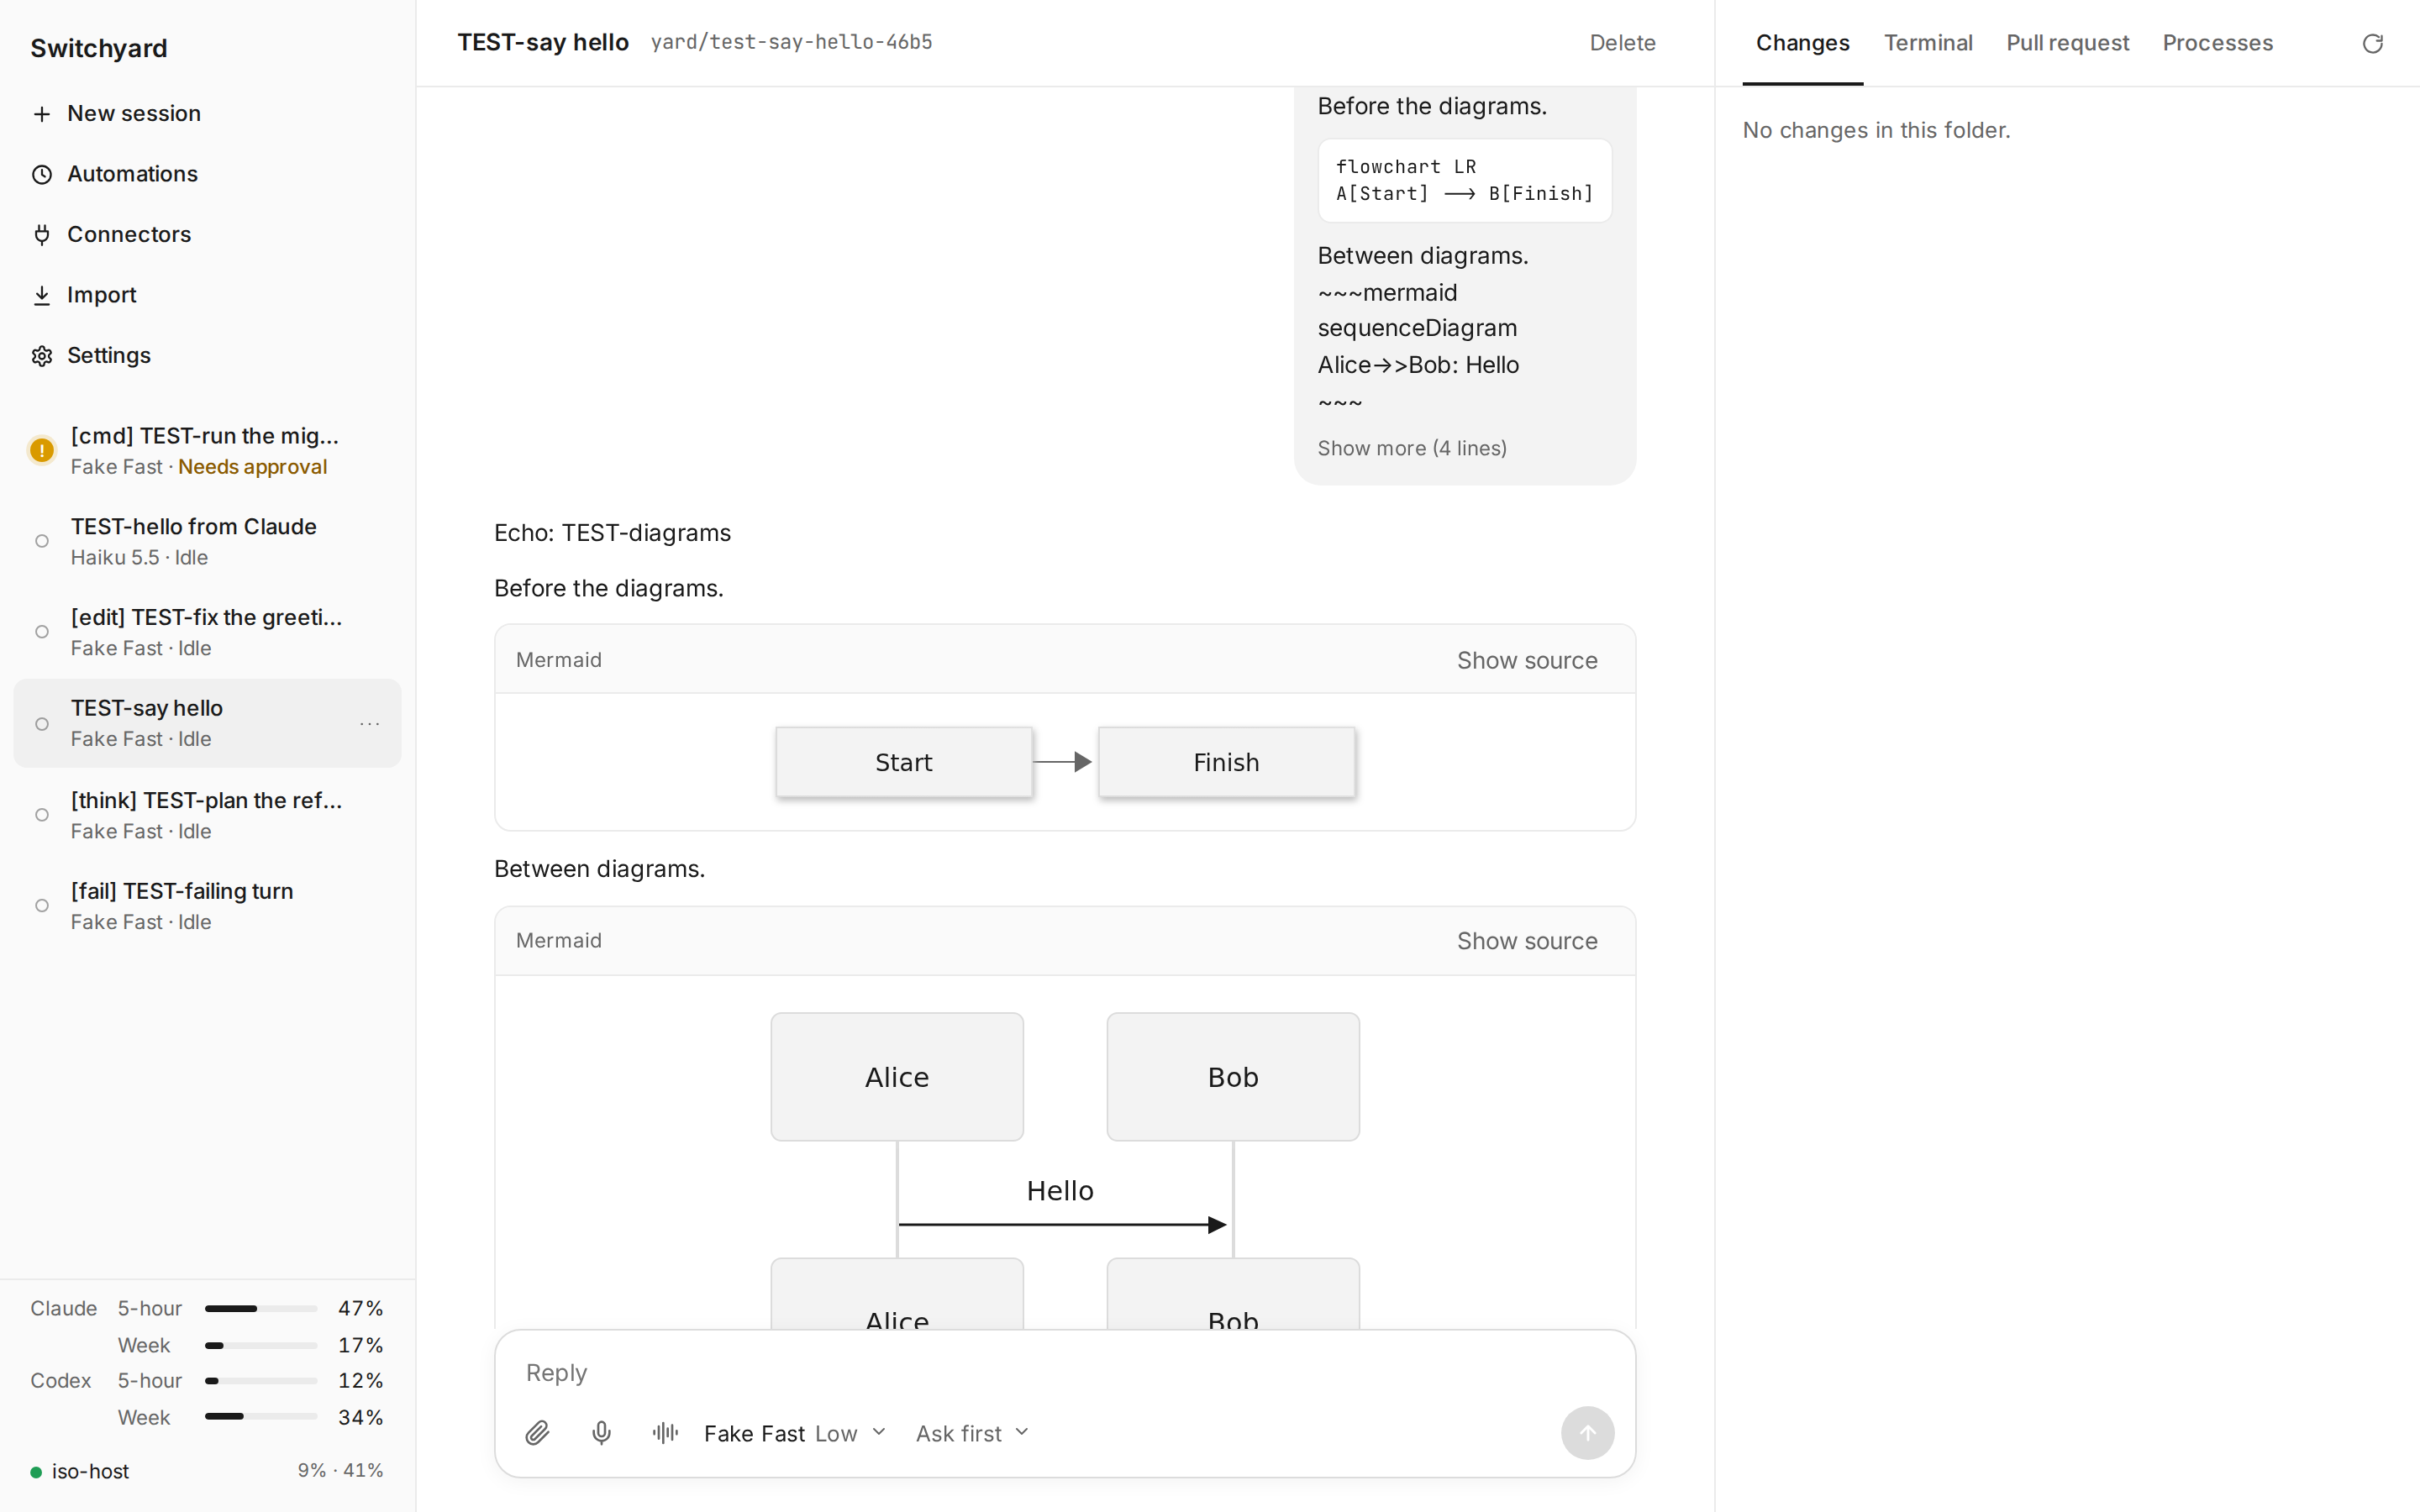 Switchyard
New session
Automations
Connectors
Import
Settings
[cmd] TEST-run the mig...
Fake Fast · Needs approval
TEST-hello from Claude
Haiku 5.5 · Idle
[edit] TEST-fix the greeti...
Fake Fast · Idle
TEST-say hello
Fake Fast · Idle
...
[think] TEST-plan the ref...
Fake Fast · Idle
[fail] TEST-failing turn
Fake Fast · Idle
Claude 5-hour 47%
Week 17%
Codex 5-hour 12%
Week 34%
iso-host 9% · 41%
TEST-say hello yard/test-say-hello-46b5 Delete
Before the diagrams.
flowchart LR
A[Start] --> B[Finish]
Between diagrams.
~~~mermaid
sequenceDiagram
Alice->>Bob: Hello
~~~
Show more (4 lines)
Echo: TEST-diagrams
Before the diagrams.
Mermaid Show source
Start Finish
Between diagrams.
Mermaid Show source
Alice Bob
Hello
Alice Bob
Reply
Fake Fast Low Ask first
Changes Terminal Pull request Processes
No changes in this folder.